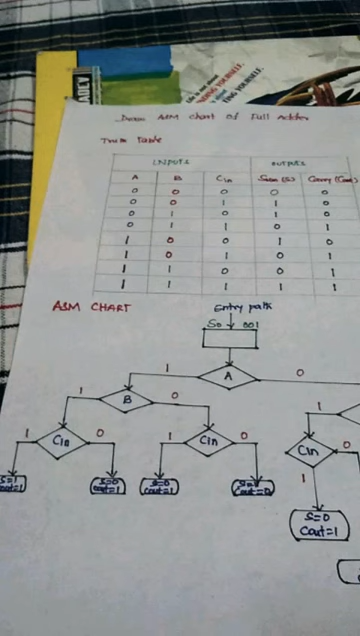 Draw ASM chart of Full Adder
Truth Table
INPUTS OUTPUTS
A B Cin Sum(S) Carry(Cout)
0 0 0 0 0
0 0 1 1 0
0 1 0 1 0
0 1 1 0 1
1 0 0 1 0
1 0 1 0 1
1 1 0 0 1
1 1 1 1 1
ASM CHART
Entry path
S0 001
1 A 0
1 B 0 1
1 Cin 0 1 Cin 0 Cin 0
1
S=1 S=0 S=0
Cout=1 Cout=1 Cout=1 Cout=0
S=0
Cout=1